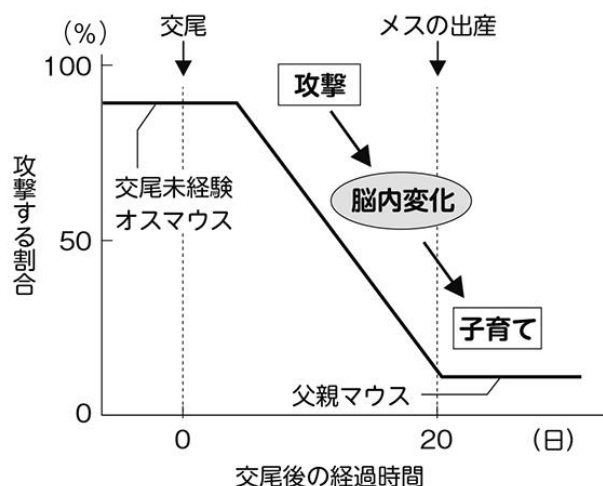 (%)
交尾
メスの出産
100
攻撃
攻撃する割合
交尾未経験
オスマウス
脳内変化
50
子育て
父親マウス
0
0
20
(日)
交尾後の経過時間